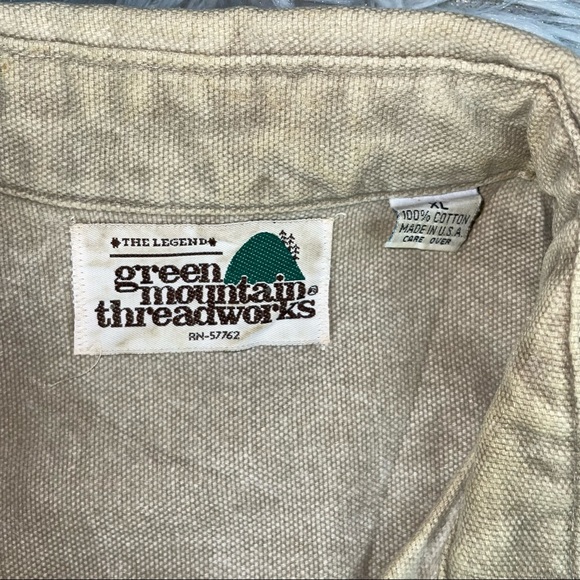 THE LEGEND
green
mountain®
threadworks
RN-57762
XL
100% COTTON
MADE IN U.S.A.
CARE OVER